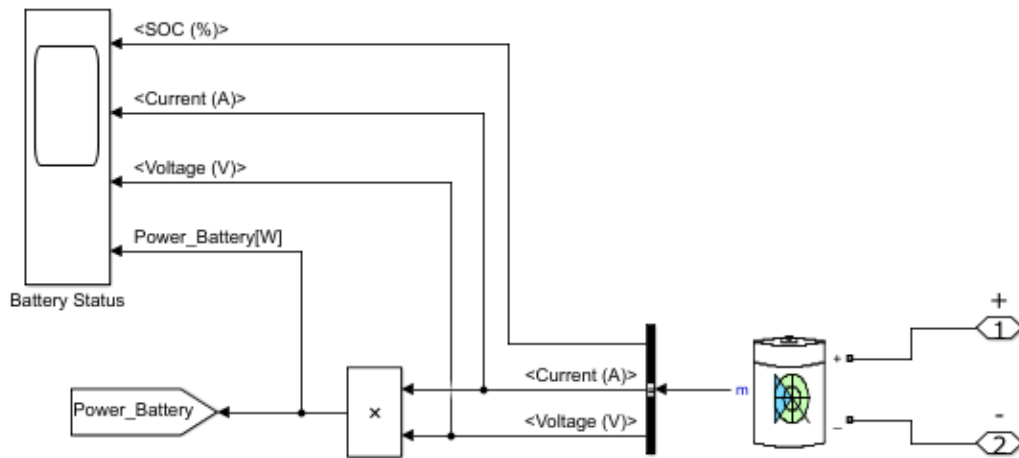 <SOC (%)>
<Current (A)>
<Voltage (V)>
Power_Battery[W]
Battery Status
Power_Battery
×
<Current (A)>
<Voltage (V)>
m
+
_
+
1
-
2